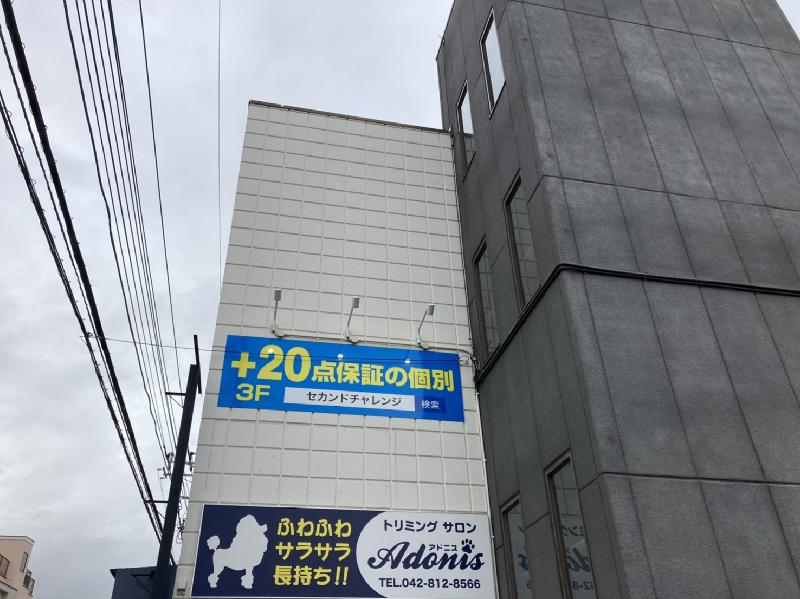 +20点保証の個別
3F セカンドチャレンジ 検索
ふわふわ
サラサラ
長持ち!!
トリミング サロン
アドニス
Adonis
TEL.042-812-8566